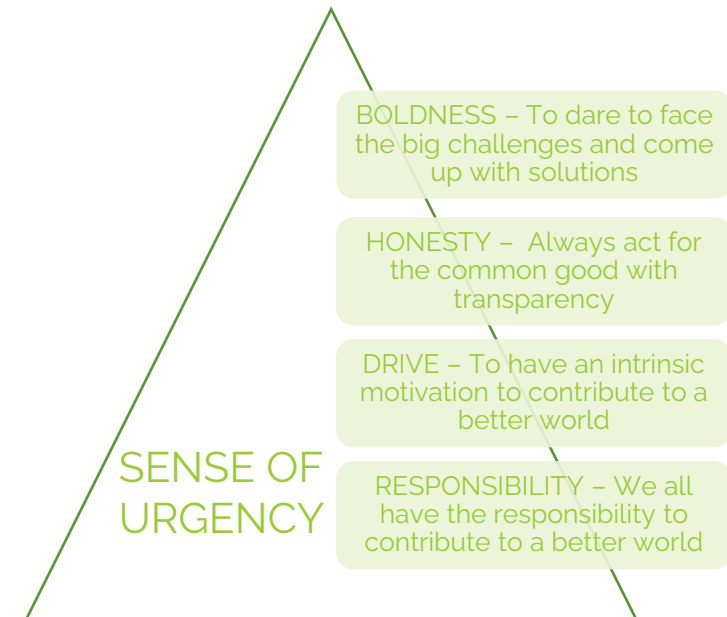 BOLDNESS – To dare to face
the big challenges and come
up with solutions
HONESTY – Always act for
the common good with
transparency
DRIVE – To have an intrinsic
motivation to contribute to a
better world
SENSE OF
URGENCY
RESPONSIBILITY – We all
have the responsibility to
contribute to a better world